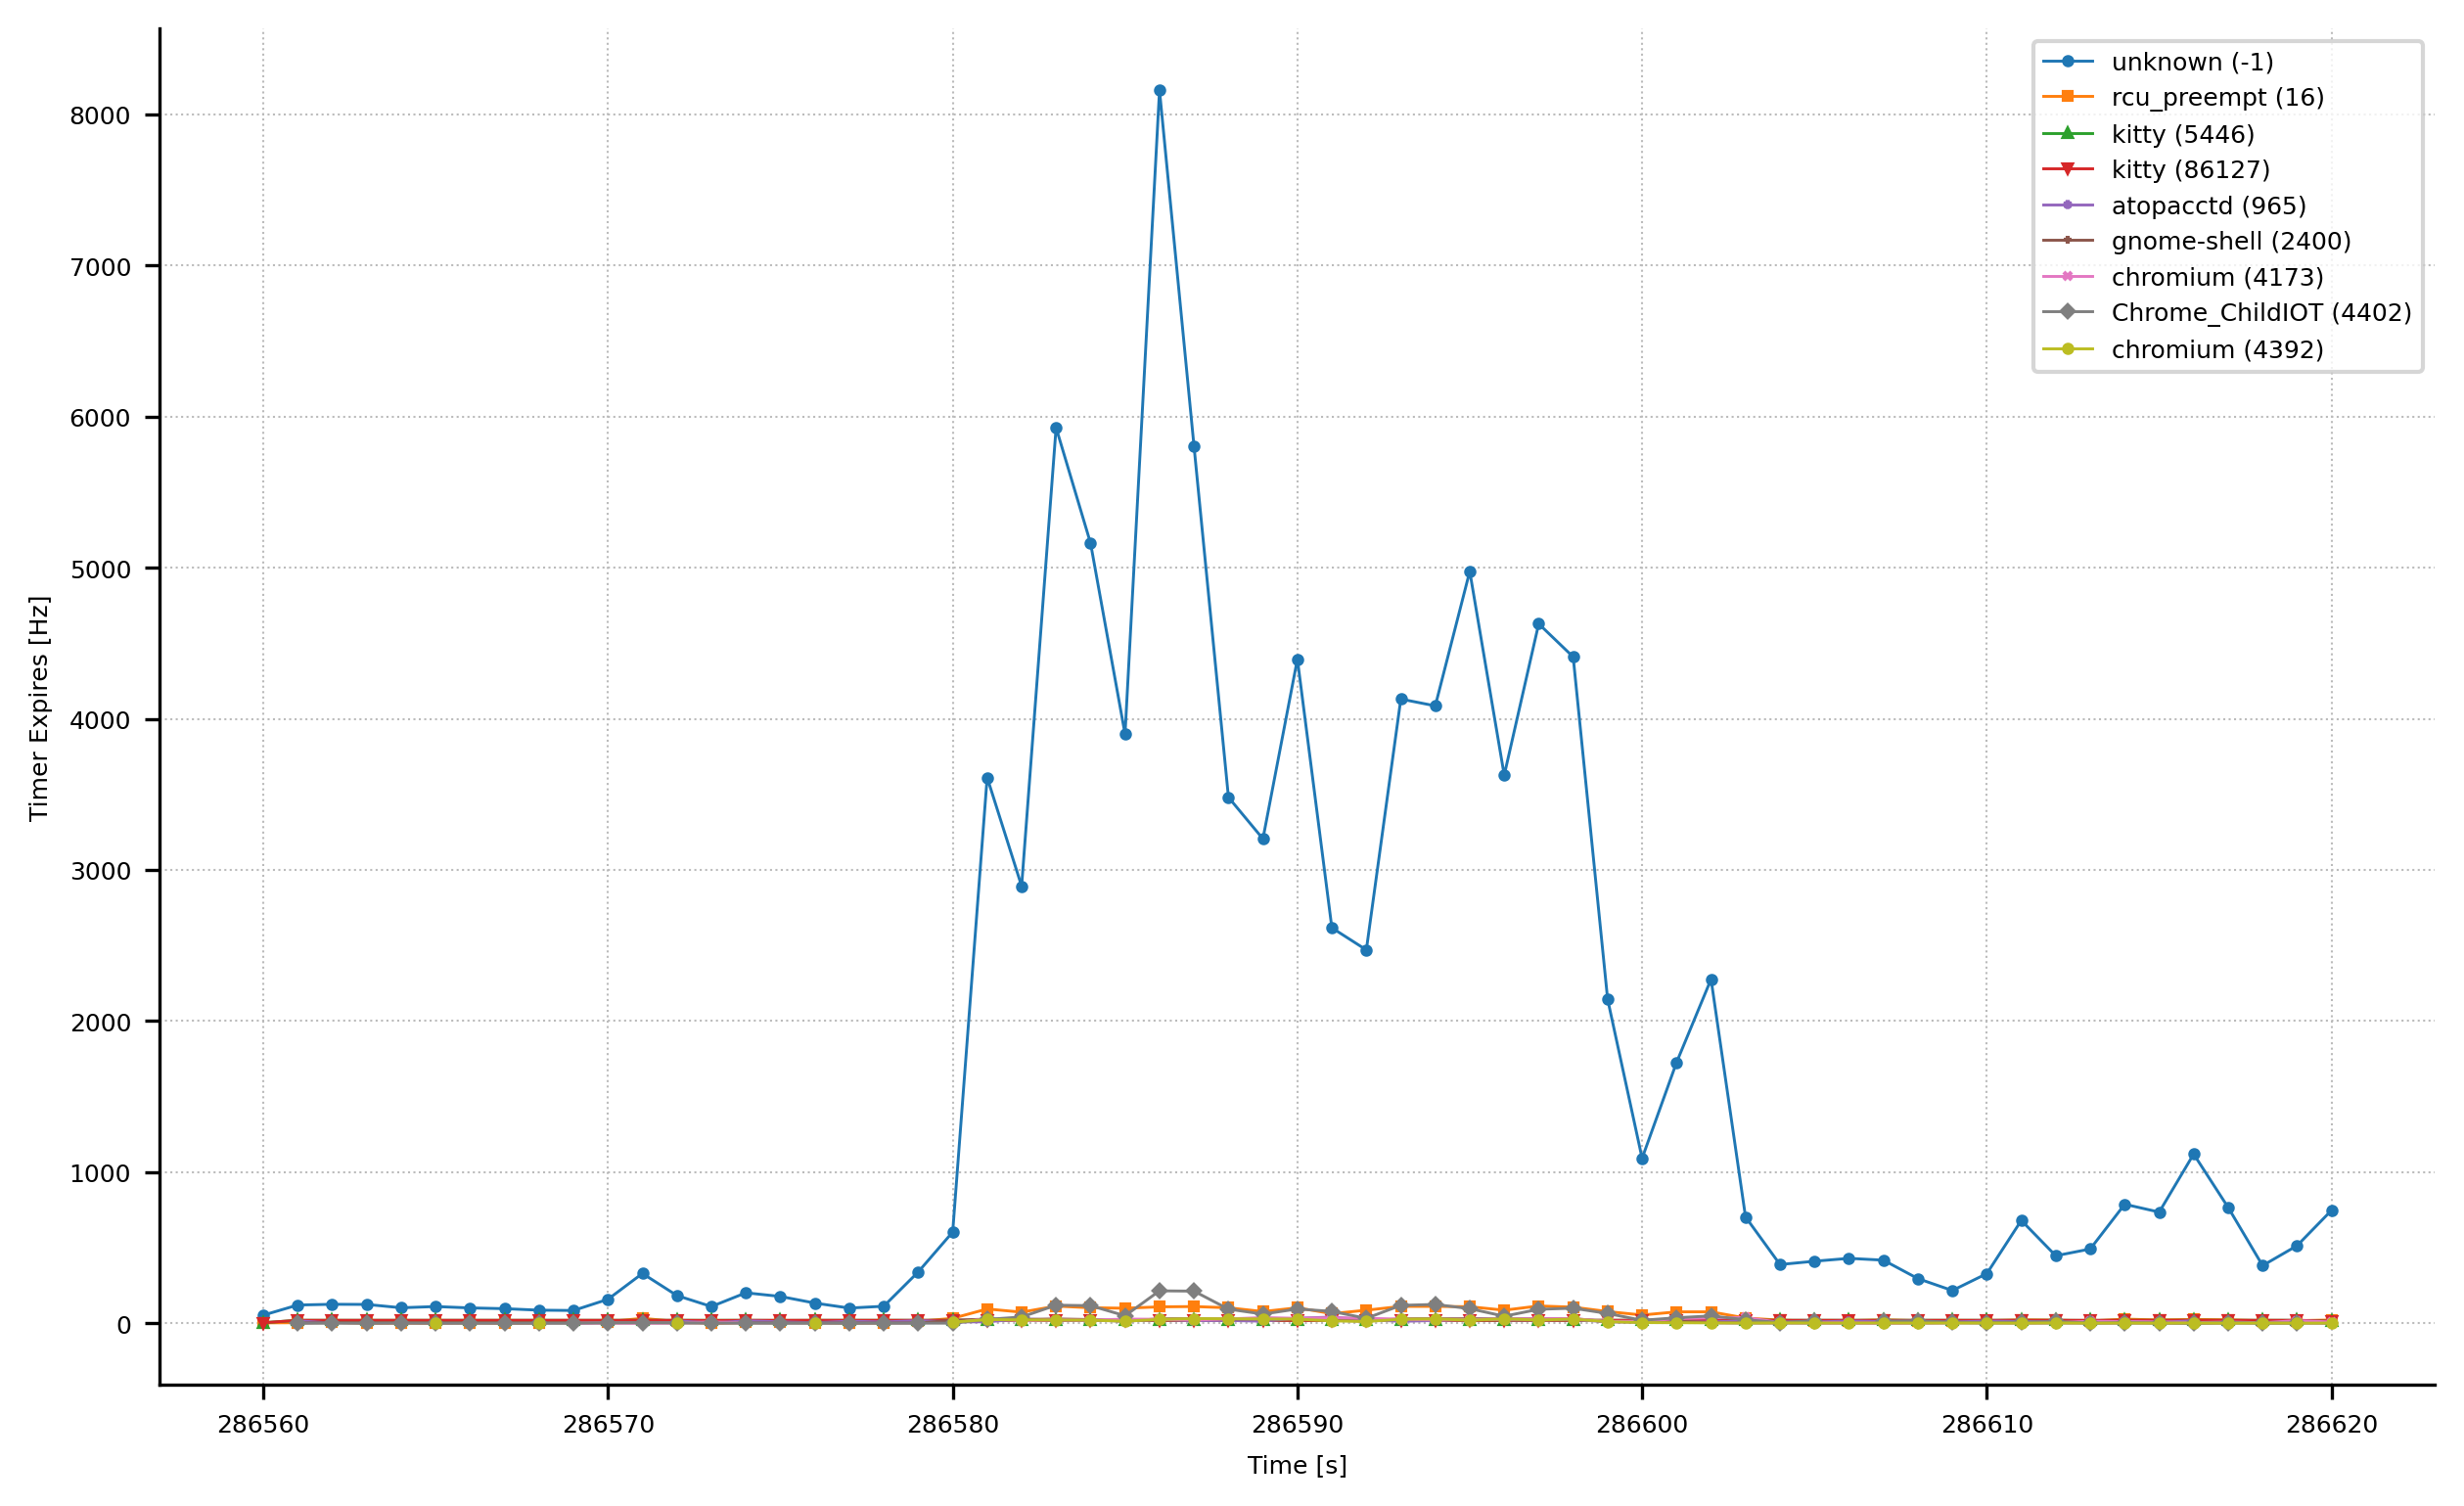 unknown (-1)
rcu_preempt (16)
kitty (5446)
kitty (86127)
atopacctd (965)
gnome-shell (2400)
chromium (4173)
Chrome_ChildIOT (4402)
chromium (4392)
8000
7000
6000
5000
4000
3000
2000
1000
0
Timer Expires [Hz]
286560 286570 286580 286590 286600 286610 286620
Time [s]